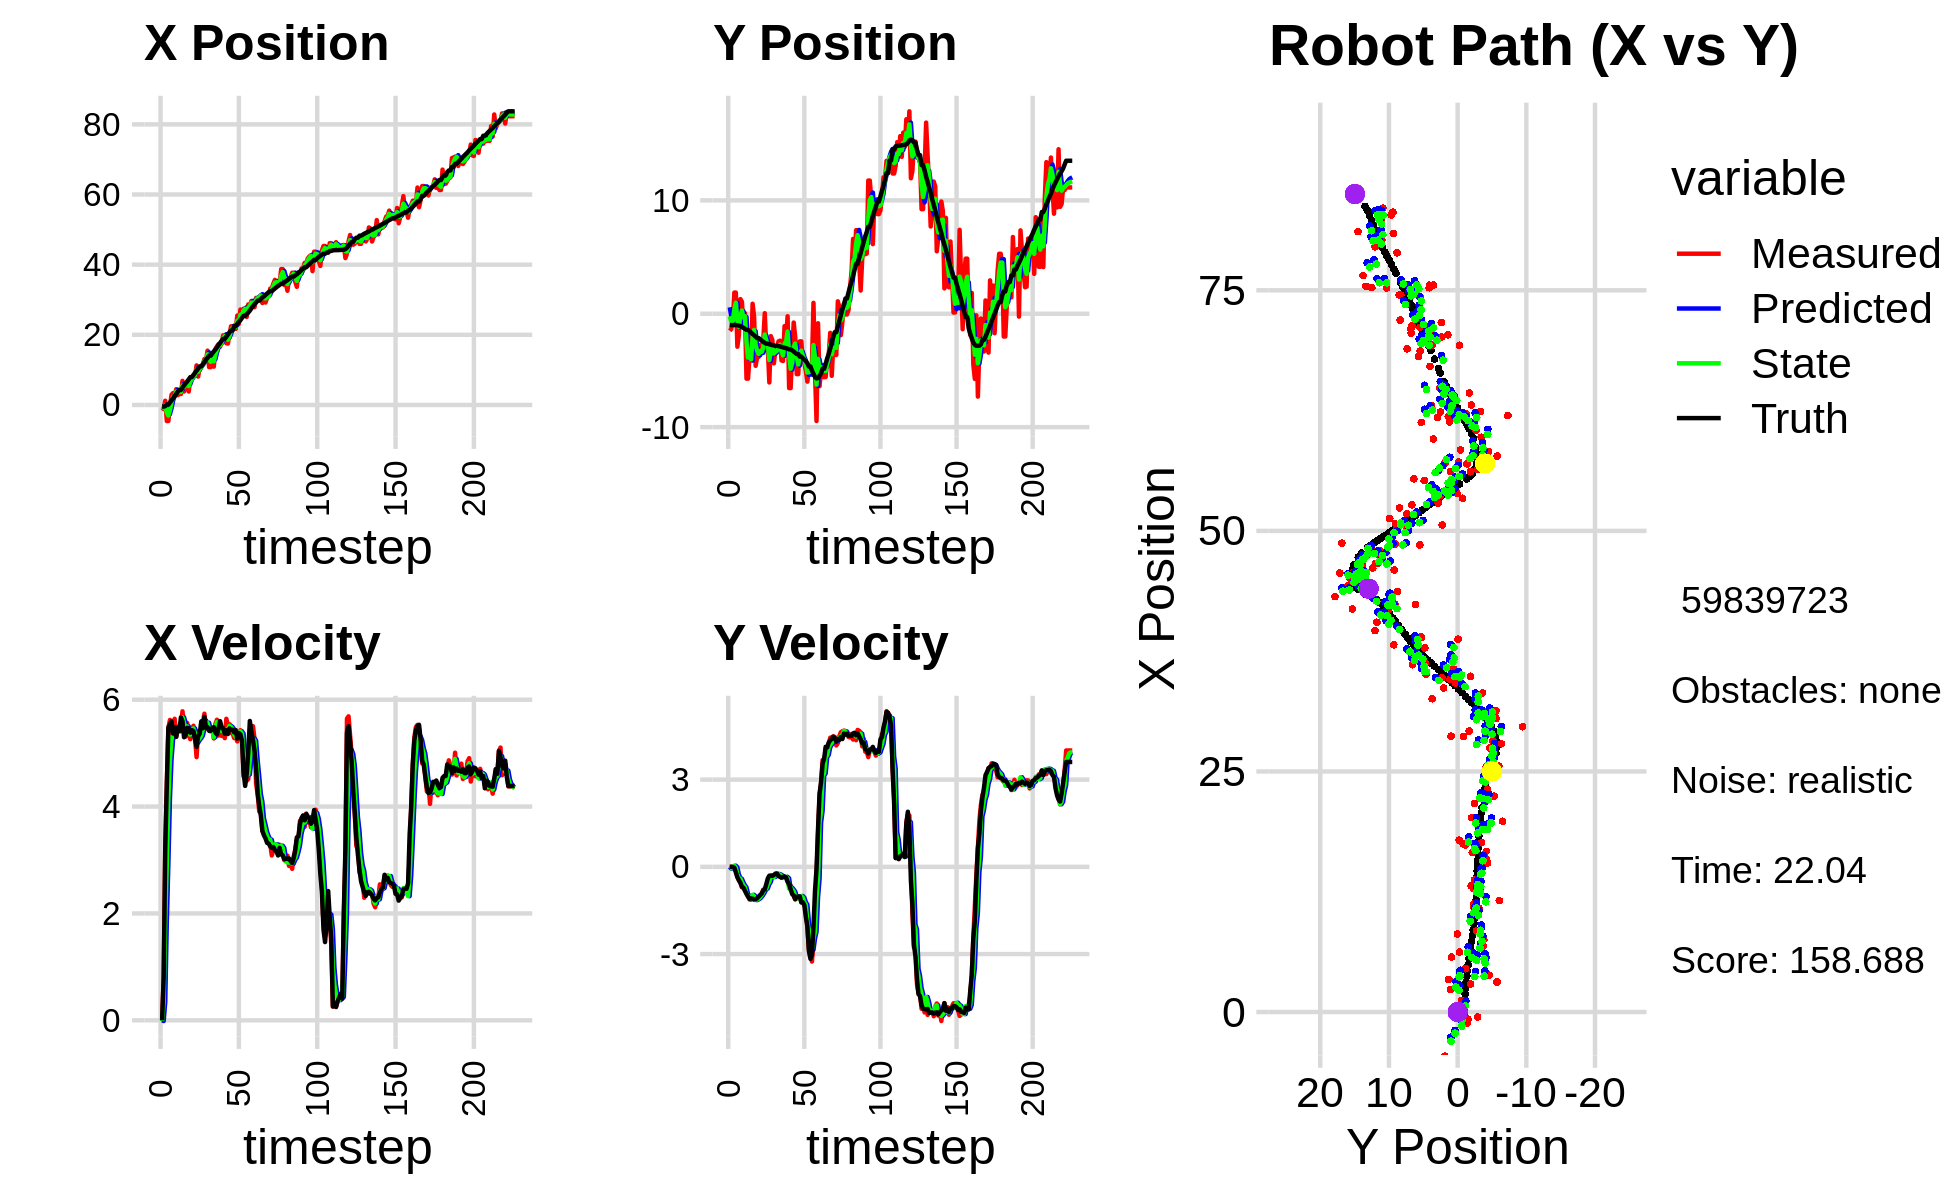 X Position
80
60
40
20
0
0
50
100
150
200
timestep
Y Position
10
0
-10
0
50
100
150
200
timestep
X Velocity
6
4
2
0
0
50
100
150
200
timestep
Y Velocity
3
0
-3
0
50
100
150
200
timestep
Robot Path (X vs Y)
X Position
75
50
25
0
20 10 0 -10 -20
Y Position
variable
Measured
Predicted
State
Truth
59839723
Obstacles: none
Noise: realistic
Time: 22.04
Score: 158.688